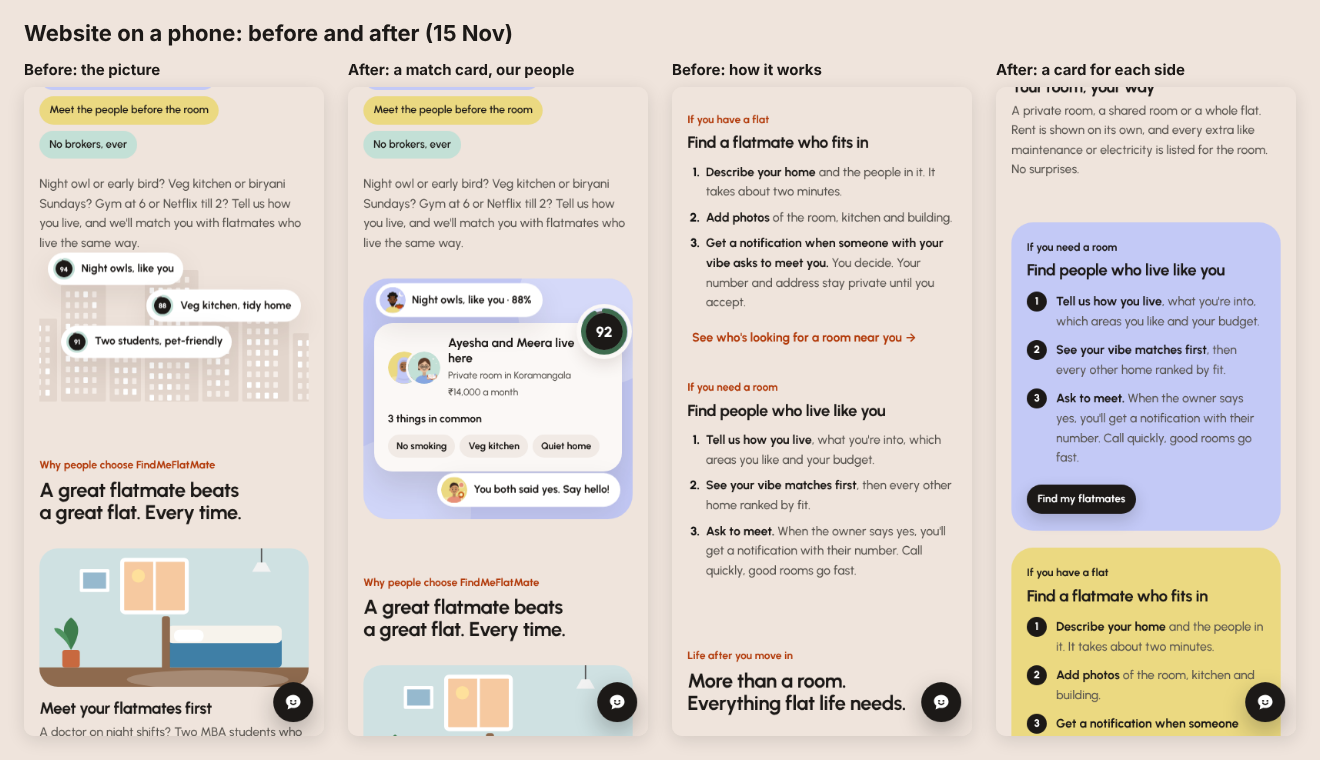 Website on a phone: before and after (15 Nov)
Before: the picture
Meet the people before the room
No brokers, ever
Night owl or early bird? Veg kitchen or biryani
Sundays? Gym at 6 or Netflix till 2? Tell us how
you live, and we'll match you with flatmates who
live the same way.
94 Night owls, like you
88 Veg kitchen, tidy home
91 Two students, pet-friendly
Why people choose FindMeFlatMate
A great flatmate beats
a great flat. Every time.
Meet your flatmates first
A doctor on night shifts? Two MBA students who
After: a match card, our people
Meet the people before the room
No brokers, ever
Night owl or early bird? Veg kitchen or biryani
Sundays? Gym at 6 or Netflix till 2? Tell us how
you live, and we'll match you with flatmates who
live the same way.
Night owls, like you · 88%
92
Ayesha and Meera live
here
Private room in Koramangala
₹14,000 a month
3 things in common
No smoking
Veg kitchen
Quiet home
You both said yes. Say hello!
Why people choose FindMeFlatMate
A great flatmate beats
a great flat. Every time.
Before: how it works
If you have a flat
Find a flatmate who fits in
1. Describe your home and the people in it. It
takes about two minutes.
2. Add photos of the room, kitchen and building.
3. Get a notification when someone with your
vibe asks to meet you. You decide. Your
number and address stay private until you
accept.
See who's looking for a room near you →
If you need a room
Find people who live like you
1. Tell us how you live, what you're into, which
areas you like and your budget.
2. See your vibe matches first, then every other
home ranked by fit.
3. Ask to meet. When the owner says yes, you'll
get a notification with their number. Call
quickly, good rooms go fast.
Life after you move in
More than a room.
Everything flat life needs.
After: a card for each side
Your room, your way
A private room, a shared room or a whole flat.
Rent is shown on its own, and every extra like
maintenance or electricity is listed for the room.
No surprises.
If you need a room
Find people who live like you
1 Tell us how you live, what you're into,
which areas you like and your budget.
2 See your vibe matches first, then
every other home ranked by fit.
3 Ask to meet. When the owner says
yes, you'll get a notification with their
number. Call quickly, good rooms go
fast.
Find my flatmates
If you have a flat
Find a flatmate who fits in
1 Describe your home and the people in
it. It takes about two minutes.
2 Add photos of the room, kitchen and
building.
3 Get a notification when someone